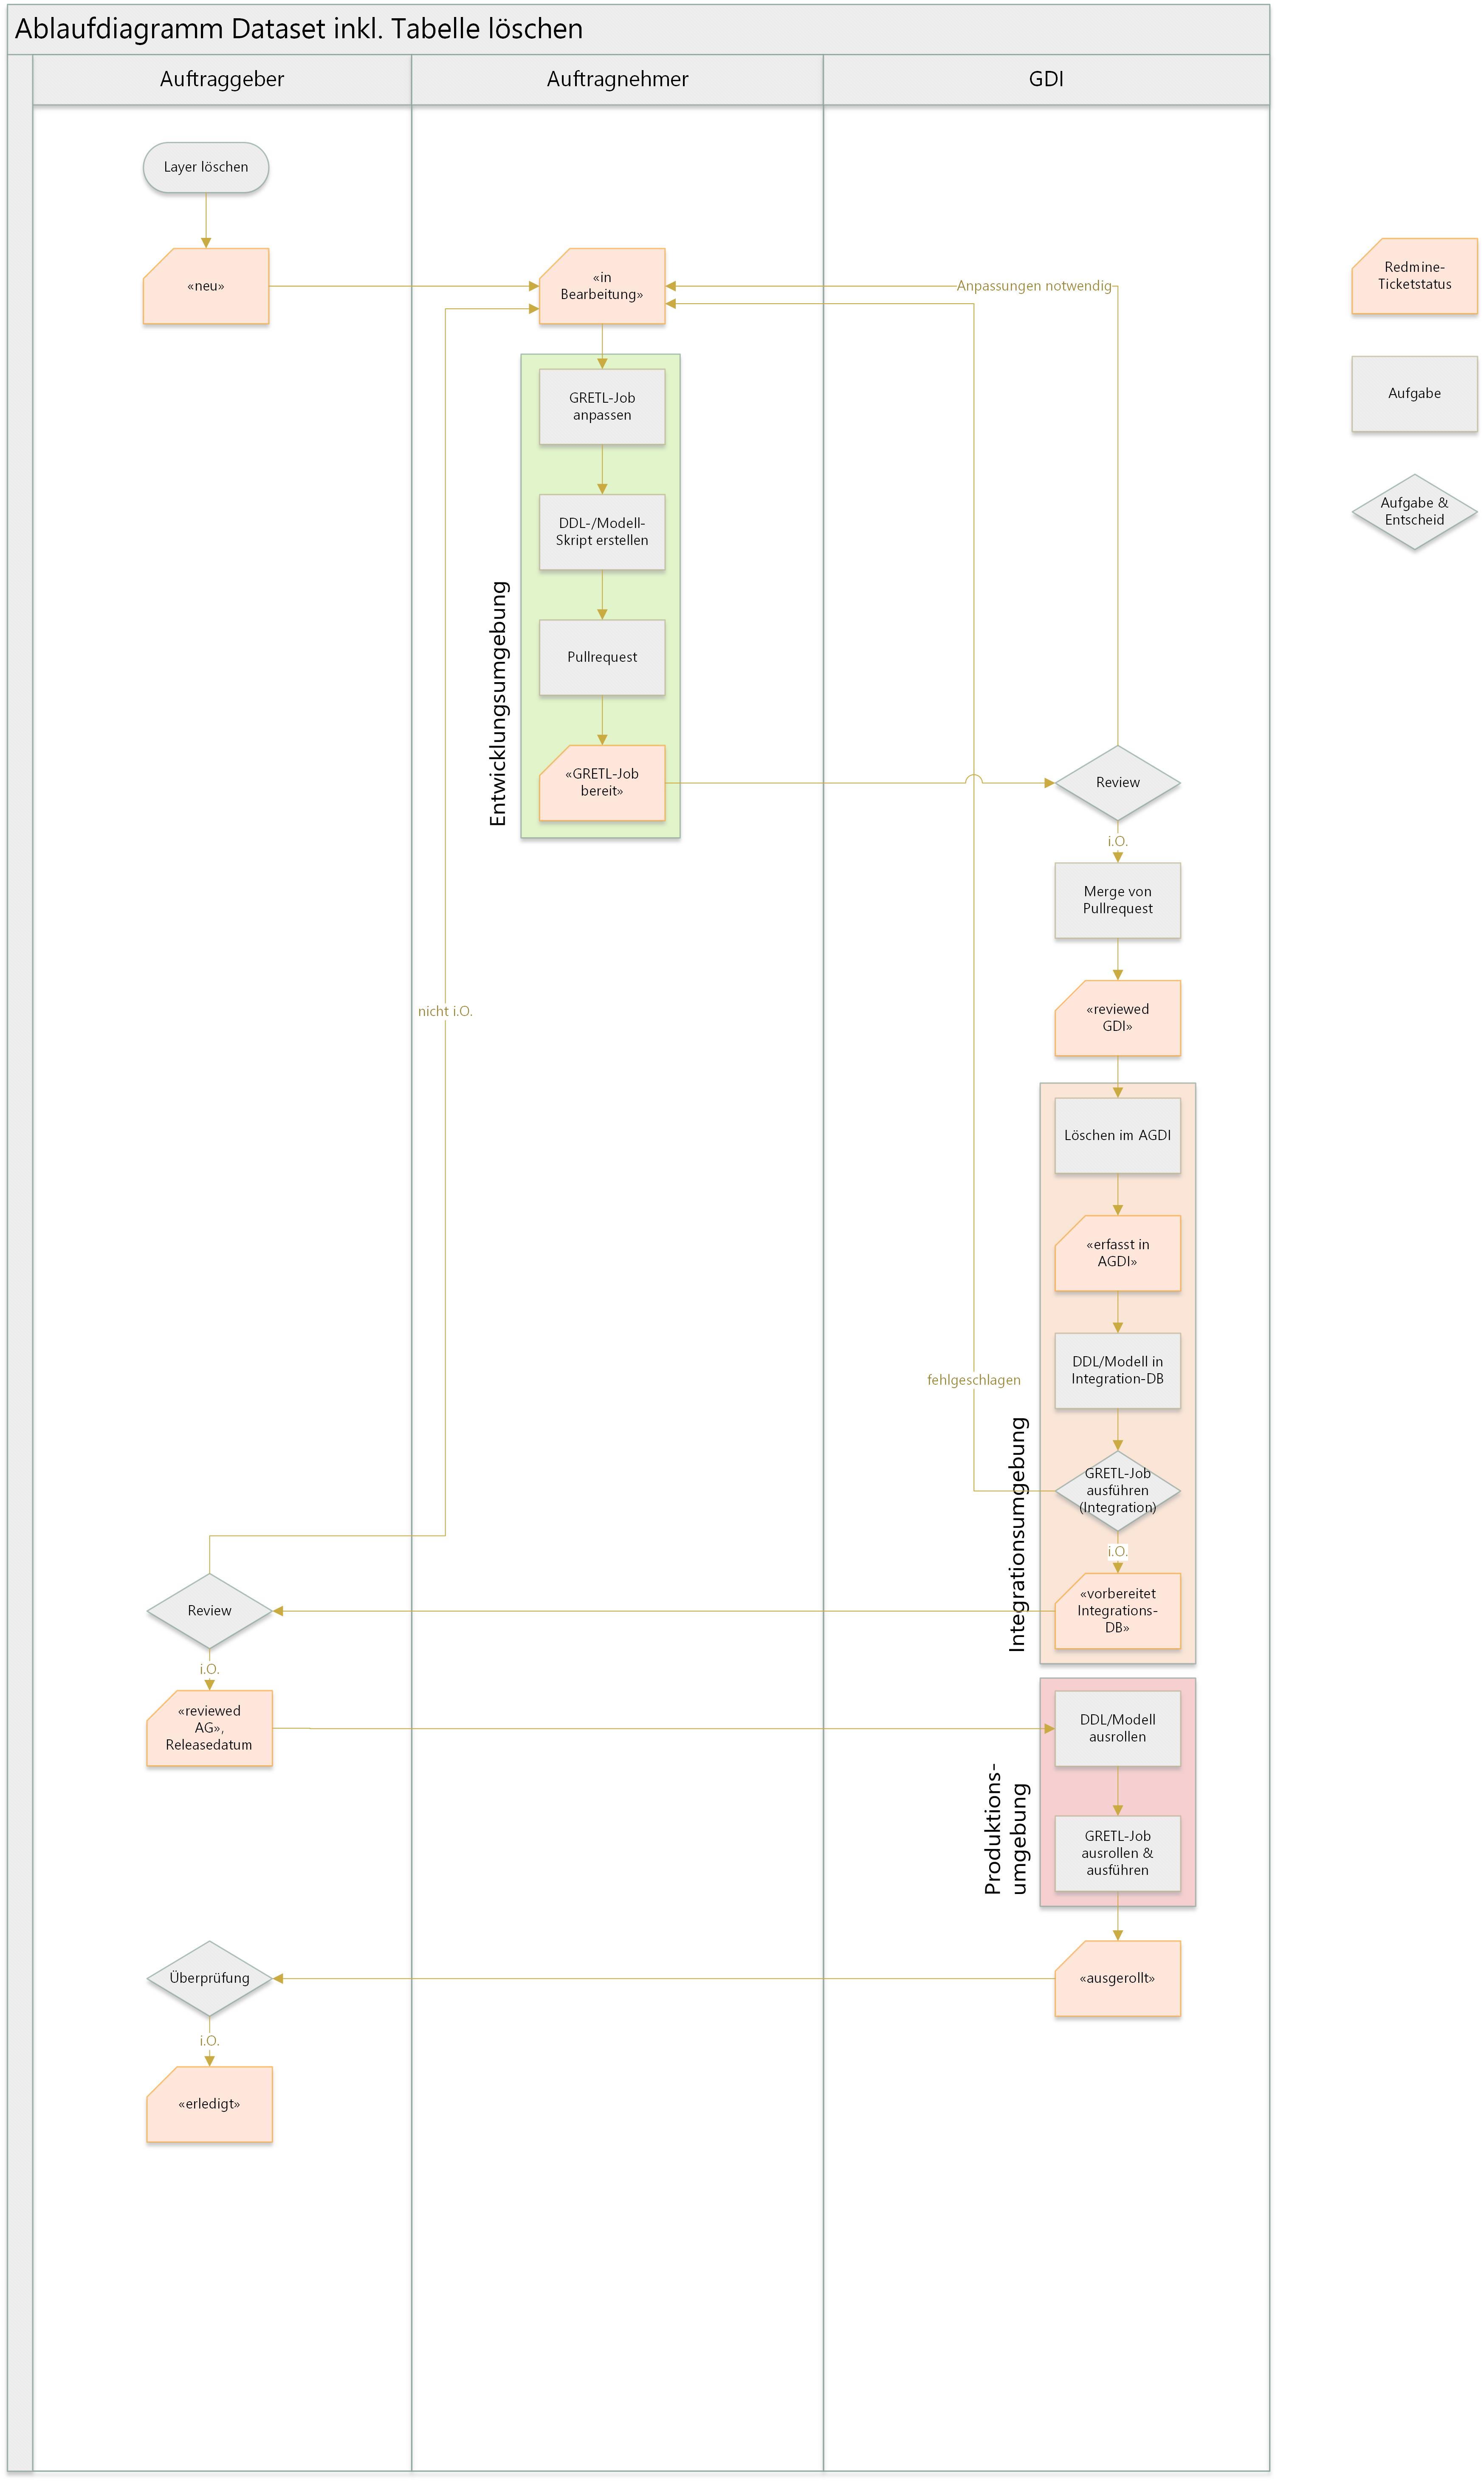 Ablaufdiagramm Dataset inkl. Tabelle löschen
Auftraggeber
Auftragnehmer
GDI
Layer löschen
«neu»
«in
Bearbeitung»
Anpassungen notwendig
Redmine-
Ticketstatus
Aufgabe
Aufgabe &
Entscheid
GRETL-Job
anpassen
DDL-/Modell-
Skript erstellen
Pullrequest
«GRETL-Job
bereit»
Entwicklungsumgebung
Review
i.O.
Merge von
Pullrequest
«reviewed
GDI»
nicht i.O.
Löschen im AGDI
«erfasst in
AGDI»
DDL/Modell in
Integration-DB
fehlgeschlagen
GRETL-Job
ausführen
(Integration)
i.O.
«vorbereitet
Integrations-
DB»
Integrationsumgebung
Review
i.O.
«reviewed
AG»,
Releasedatum
DDL/Modell
ausrollen
GRETL-Job
ausrollen &
ausführen
Produktions-
umgebung
«ausgerollt»
Überprüfung
i.O.
«erledigt»